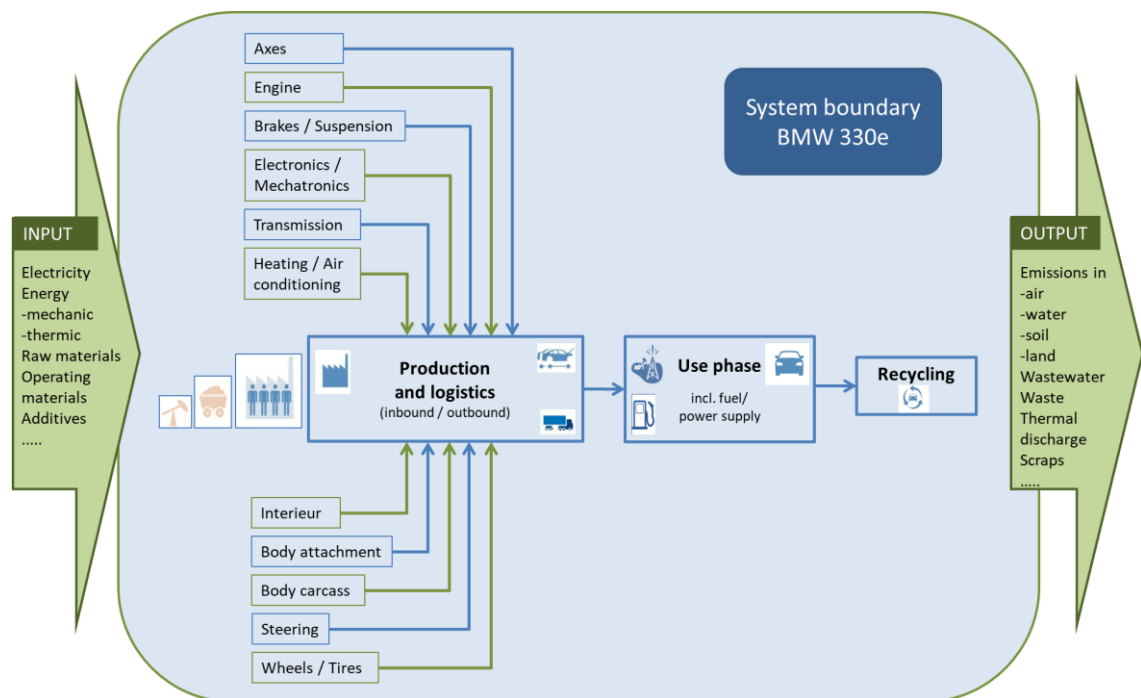 System boundary
BMW 330e
INPUT
Electricity
Energy
-mechanic
-thermic
Raw materials
Operating
materials
Additives
.....
Axes
Engine
Brakes / Suspension
Electronics /
Mechatronics
Transmission
Heating / Air
conditioning
Production
and logistics
(inbound / outbound)
Use phase
incl. fuel/
power supply
Recycling
Interieur
Body attachment
Body carcass
Steering
Wheels / Tires
OUTPUT
Emissions in
-air
-water
-soil
-land
Wastewater
Waste
Thermal
discharge
Scraps
.....